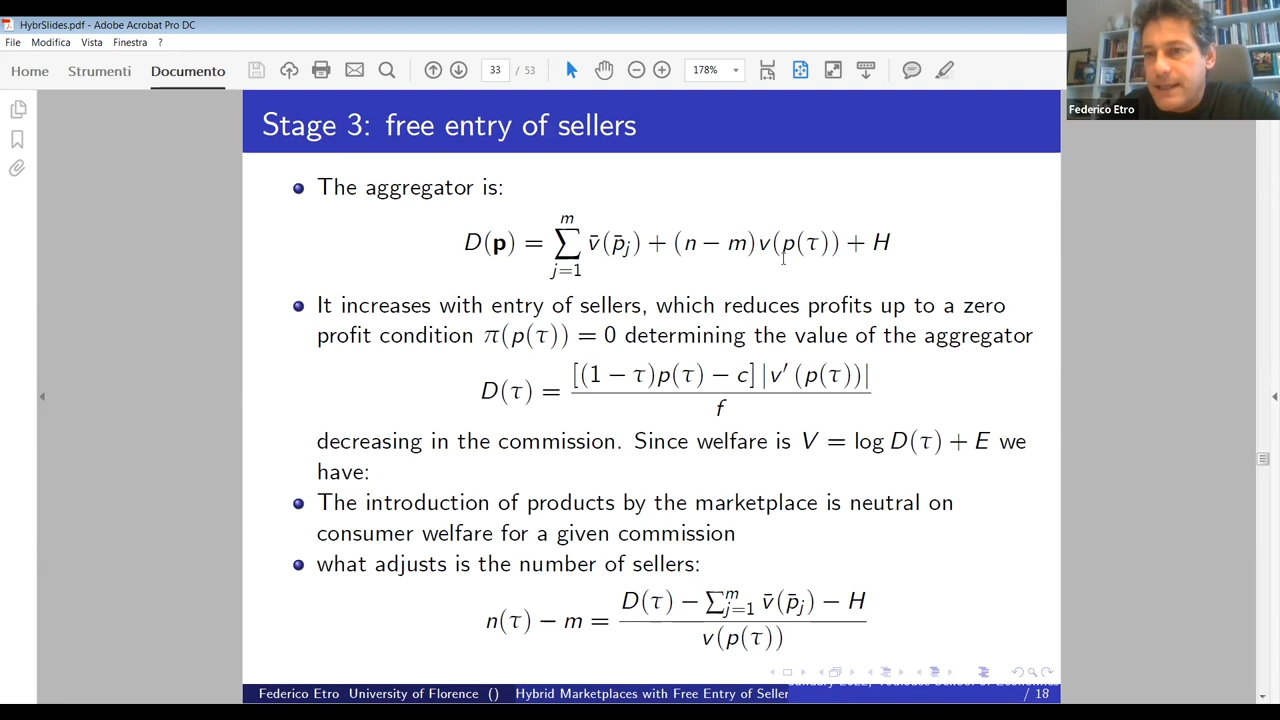 HybrSlides.pdf - Adobe Acrobat Pro DC
File Modifica Vista Finestra ?
Home Strumenti Documento 33 / 53 178%
Federico Etro
Stage 3: free entry of sellers
The aggregator is:
D(p) = ∑_{j=1}^{m} v̄(p̄_j) + (n − m)v(p(τ)) + H
It increases with entry of sellers, which reduces profits up to a zero
profit condition π(p(τ)) = 0 determining the value of the aggregator
D(τ) = [(1 − τ)p(τ) − c] |v′ (p(τ))| / f
decreasing in the commission. Since welfare is V = log D(τ) + E we
have:
The introduction of products by the marketplace is neutral on
consumer welfare for a given commission
what adjusts is the number of sellers:
n(τ) − m = (D(τ) − ∑_{j=1}^{m} v̄(p̄_j) − H) / v(p(τ))
Federico Etro University of Florence () Hybrid Marketplaces with Free Entry of Seller / 18